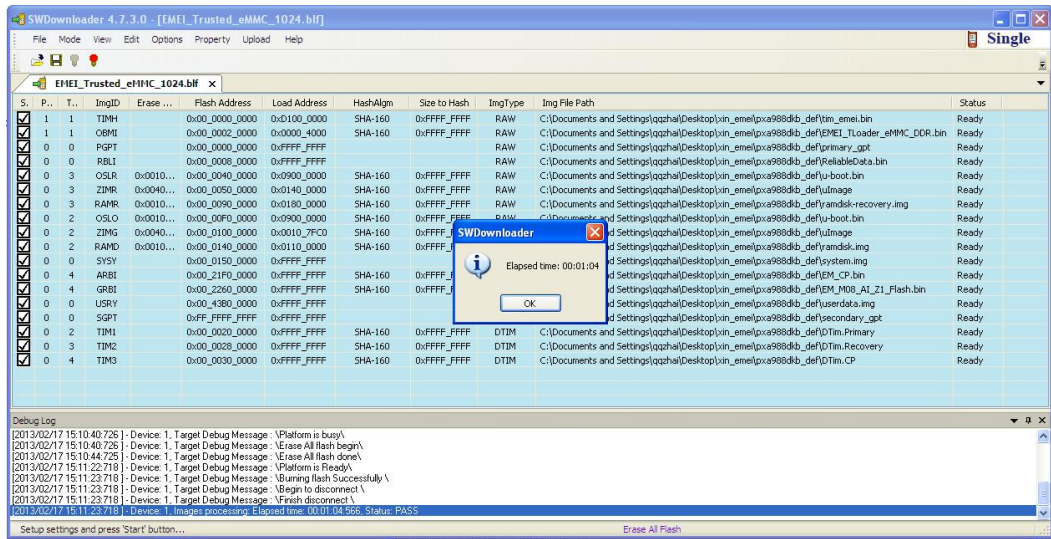 SWDownloader 4.7.3.0 - [EMEI_Trusted_eMMC_1024.blf]
File Mode View Edit Options Property Upload Help
Single
EMEI_Trusted_eMMC_1024.blf x
S. P.. T.. ImgID Erase ... Flash Address Load Address HashAlgm Size to Hash ImgType Img File Path Status
1 1 TIMH 0x00_0000_0000 0xD100_0000 SHA-160 0xFFFF_FFFF RAW C:\Documents and Settings\qqzhai\Desktop\xin_emei\pxa988dkb_def\tim_emei.bin Ready
1 1 OBMI 0x00_0002_0000 0x0000_4000 SHA-160 0xFFFF_FFFF RAW C:\Documents and Settings\qqzhai\Desktop\xin_emei\pxa988dkb_def\EMEI_TLoader_eMMC_DDR.bin Ready
0 0 PGPT 0x00_0000_0000 0xFFFF_FFFF RAW C:\Documents and Settings\qqzhai\Desktop\xin_emei\pxa988dkb_def\primary_gpt Ready
0 0 RBLI 0x00_0008_0000 0xFFFF_FFFF RAW C:\Documents and Settings\qqzhai\Desktop\xin_emei\pxa988dkb_def\ReliableData.bin Ready
0 3 OSLR 0x0010... 0x00_0040_0000 0x0900_0000 SHA-160 0xFFFF_FFFF RAW C:\Documents and Settings\qqzhai\Desktop\xin_emei\pxa988dkb_def\u-boot.bin Ready
0 3 ZIMR 0x0040... 0x00_0050_0000 0x0140_0000 SHA-160 0xFFFF_FFFF RAW C:\Documents and Settings\qqzhai\Desktop\xin_emei\pxa988dkb_def\uImage Ready
0 3 RAMR 0x0010... 0x00_0090_0000 0x0180_0000 SHA-160 0xFFFF_FFFF RAW C:\Documents and Settings\qqzhai\Desktop\xin_emei\pxa988dkb_def\ramdisk-recovery.img Ready
0 2 OSLO 0x0010... 0x00_00F0_0000 0x0900_0000 SHA-160 0xFFFF_FFFF RAW C:\Documents and Settings\qqzhai\Desktop\xin_emei\pxa988dkb_def\u-boot.bin Ready
0 2 ZIMG 0x0040... 0x00_0100_0000 0x0010_7FC0 SHA-160 0xFFFF_ d Settings\qqzhai\Desktop\xin_emei\pxa988dkb_def\uImage Ready
0 2 RAMD 0x0010... 0x00_0140_0000 0x0110_0000 SHA-160 0xFFFF_ d Settings\qqzhai\Desktop\xin_emei\pxa988dkb_def\ramdisk.img Ready
0 0 SYSY 0x00_0150_0000 0xFFFF_FFFF d Settings\qqzhai\Desktop\xin_emei\pxa988dkb_def\system.img Ready
0 4 ARBI 0x00_21F0_0000 0xFFFF_FFFF SHA-160 0xFFFF_ d Settings\qqzhai\Desktop\xin_emei\pxa988dkb_def\EM_CP.bin Ready
0 4 GRBI 0x00_2260_0000 0xFFFF_FFFF SHA-160 0xFFFF_ d Settings\qqzhai\Desktop\xin_emei\pxa988dkb_def\EM_M08_AI_Z1_Flash.bin Ready
0 0 USRY 0x00_43B0_0000 0xFFFF_FFFF d Settings\qqzhai\Desktop\xin_emei\pxa988dkb_def\userdata.img Ready
0 0 SGPT 0xFF_FFFF_FFFF 0xFFFF_FFFF d Settings\qqzhai\Desktop\xin_emei\pxa988dkb_def\secondary_gpt Ready
0 2 TIM1 0x00_0020_0000 0xFFFF_FFFF SHA-160 0xFFFF_FFFF DTIM C:\Documents and Settings\qqzhai\Desktop\xin_emei\pxa988dkb_def\DTim.Primary Ready
0 3 TIM2 0x00_0028_0000 0xFFFF_FFFF SHA-160 0xFFFF_FFFF DTIM C:\Documents and Settings\qqzhai\Desktop\xin_emei\pxa988dkb_def\DTim.Recovery Ready
0 4 TIM3 0x00_0030_0000 0xFFFF_FFFF SHA-160 0xFFFF_FFFF DTIM C:\Documents and Settings\qqzhai\Desktop\xin_emei\pxa988dkb_def\DTim.CP Ready
SWDownloader
Elapsed time: 00:01:04
OK
Debug Log
[2013/02/17 15:10:40:726 ] - Device: 1, Target Debug Message : \Platform is busy\
[2013/02/17 15:10:40:726 ] - Device: 1, Target Debug Message : \Erase All flash begin\
[2013/02/17 15:10:44:725 ] - Device: 1, Target Debug Message : \Erase All flash done\
[2013/02/17 15:11:22:718 ] - Device: 1, Target Debug Message : \Platform is Ready\
[2013/02/17 15:11:23:718 ] - Device: 1, Target Debug Message : \Burning flash Successfully \
[2013/02/17 15:11:23:718 ] - Device: 1, Target Debug Message : \Begin to disconnect \
[2013/02/17 15:11:23:718 ] - Device: 1, Target Debug Message : \Finish disconnect \
[2013/02/17 15:11:23:718 ] - Device: 1, Images processing: Elapsed time: 00:01:04:566, Status: PASS
Setup settings and press 'Start' button... Erase All Flash